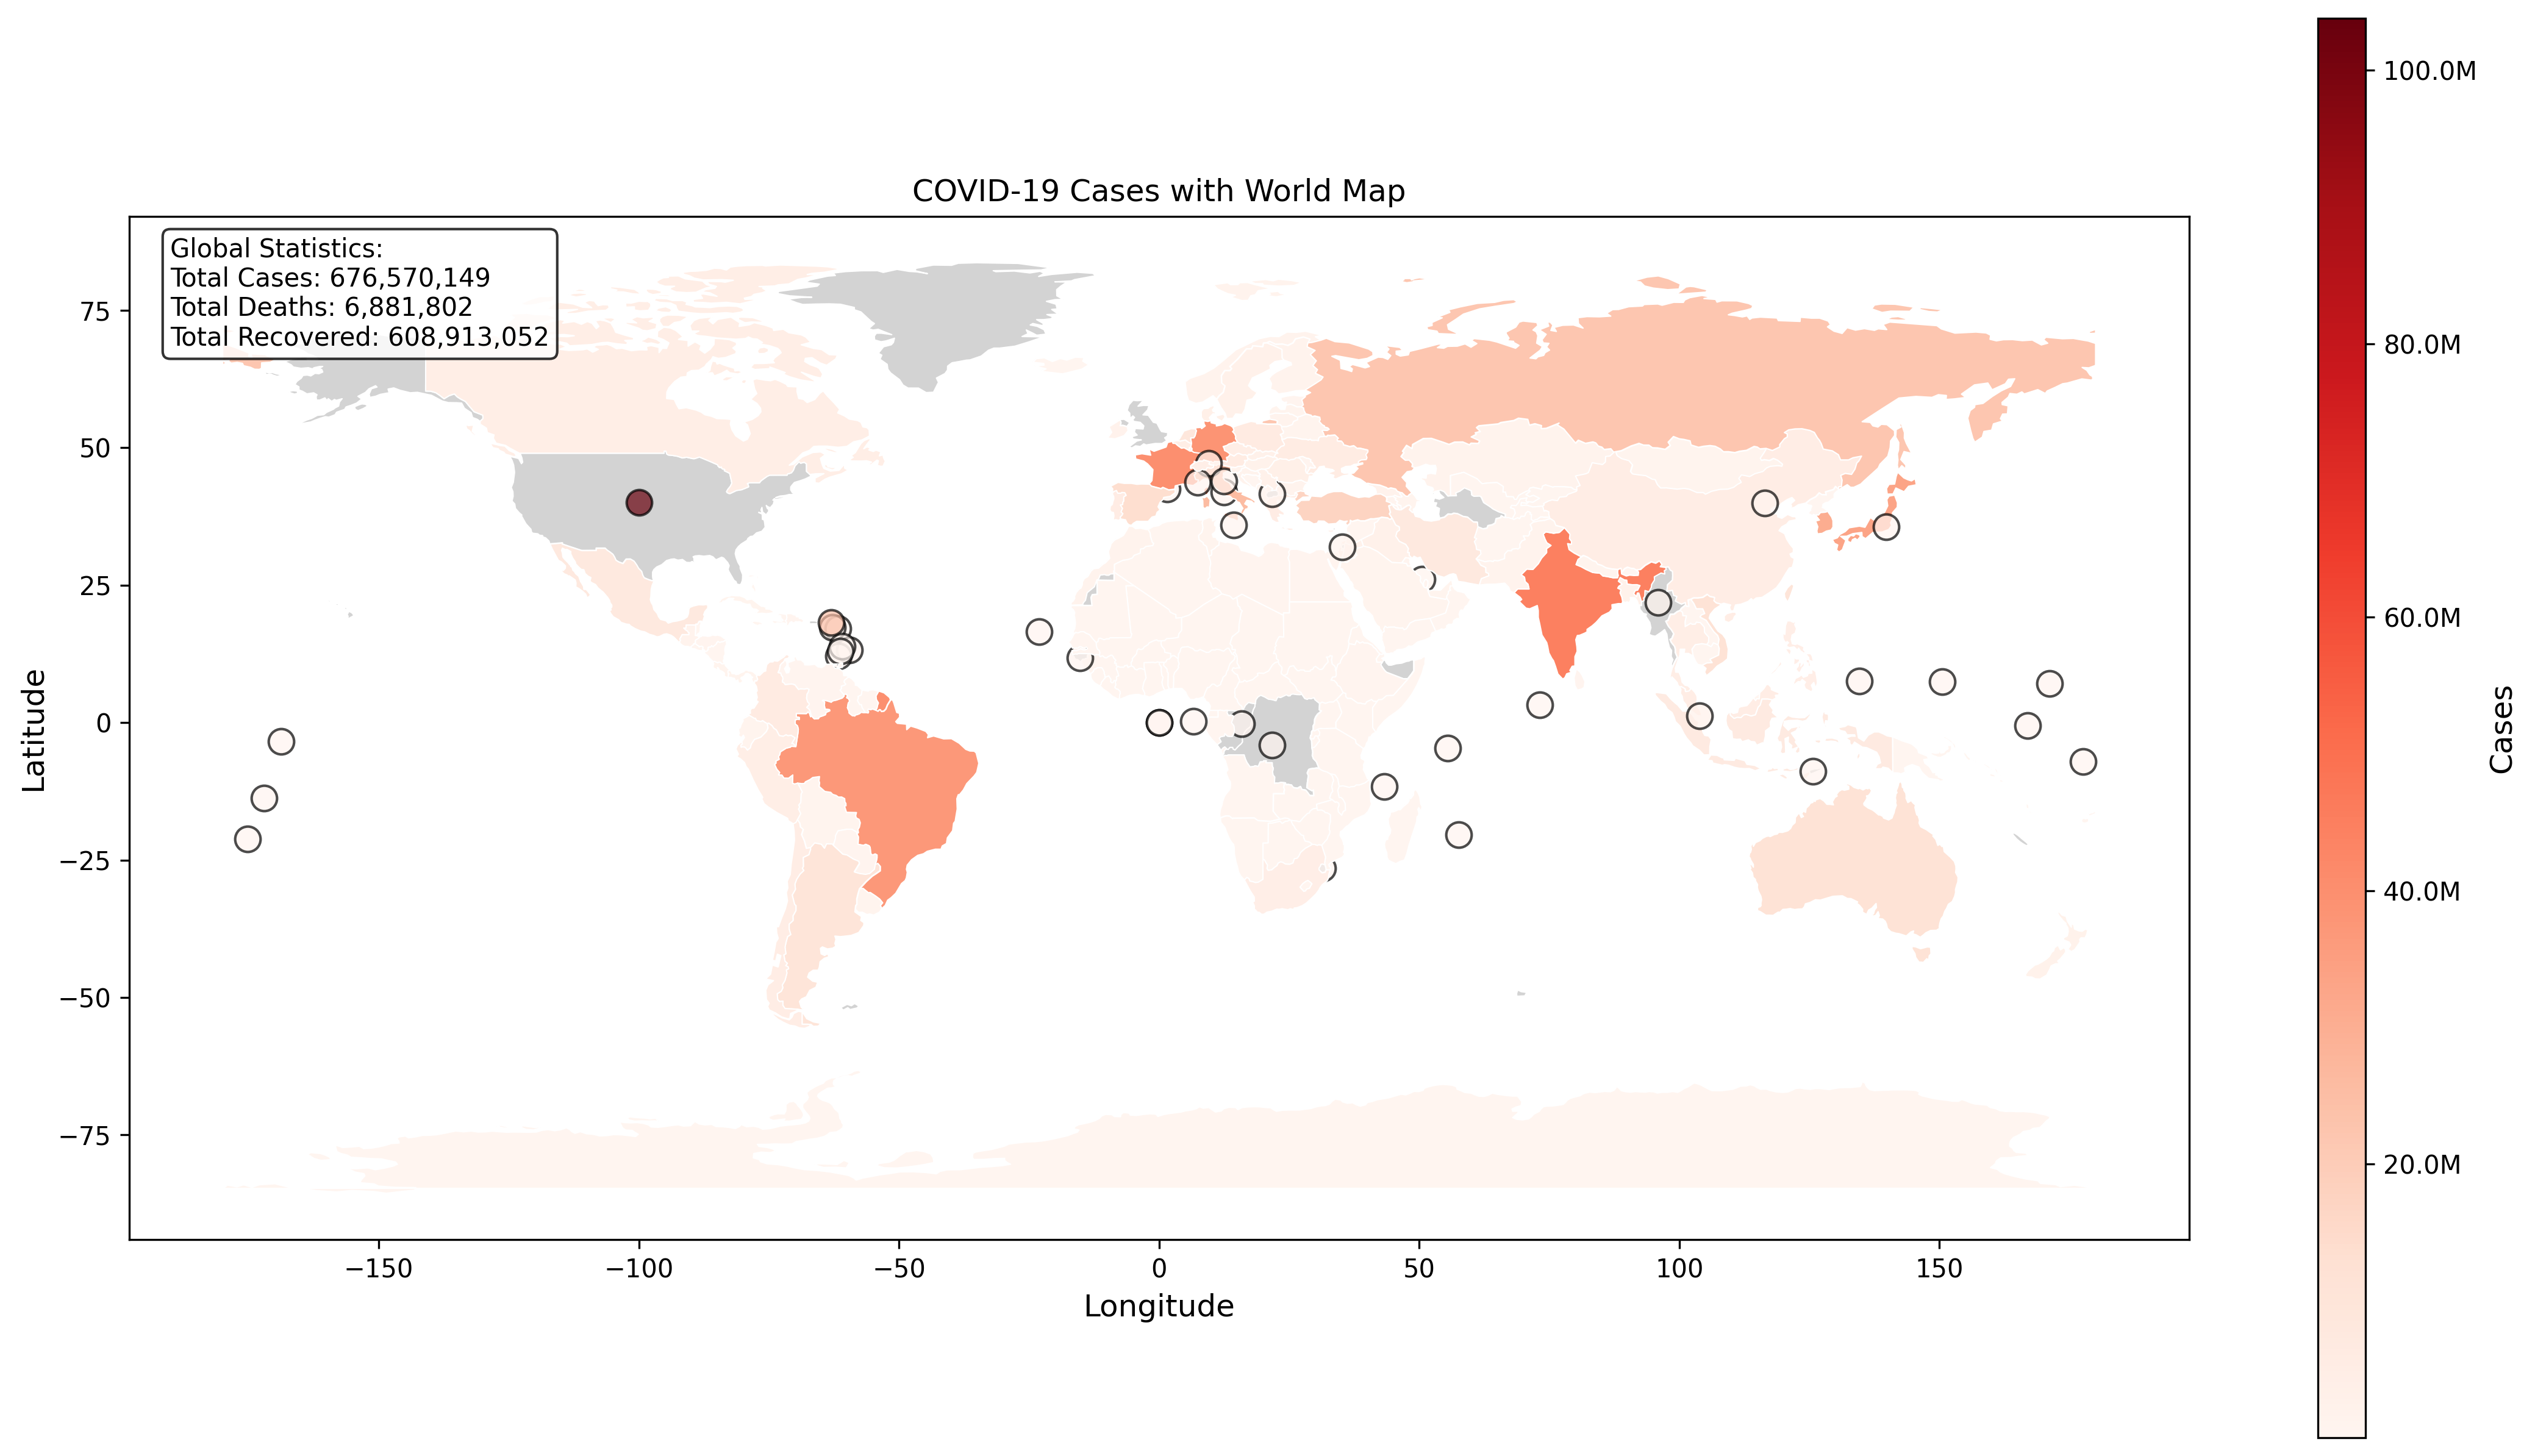 COVID-19 Cases with World Map
Global Statistics:
Total Cases: 676,570,149
Total Deaths: 6,881,802
Total Recovered: 608,913,052
75
50
25
0
−25
−50
−75
Latitude
−150
−100
−50
0
50
100
150
Longitude
100.0M
80.0M
60.0M
40.0M
20.0M
Cases